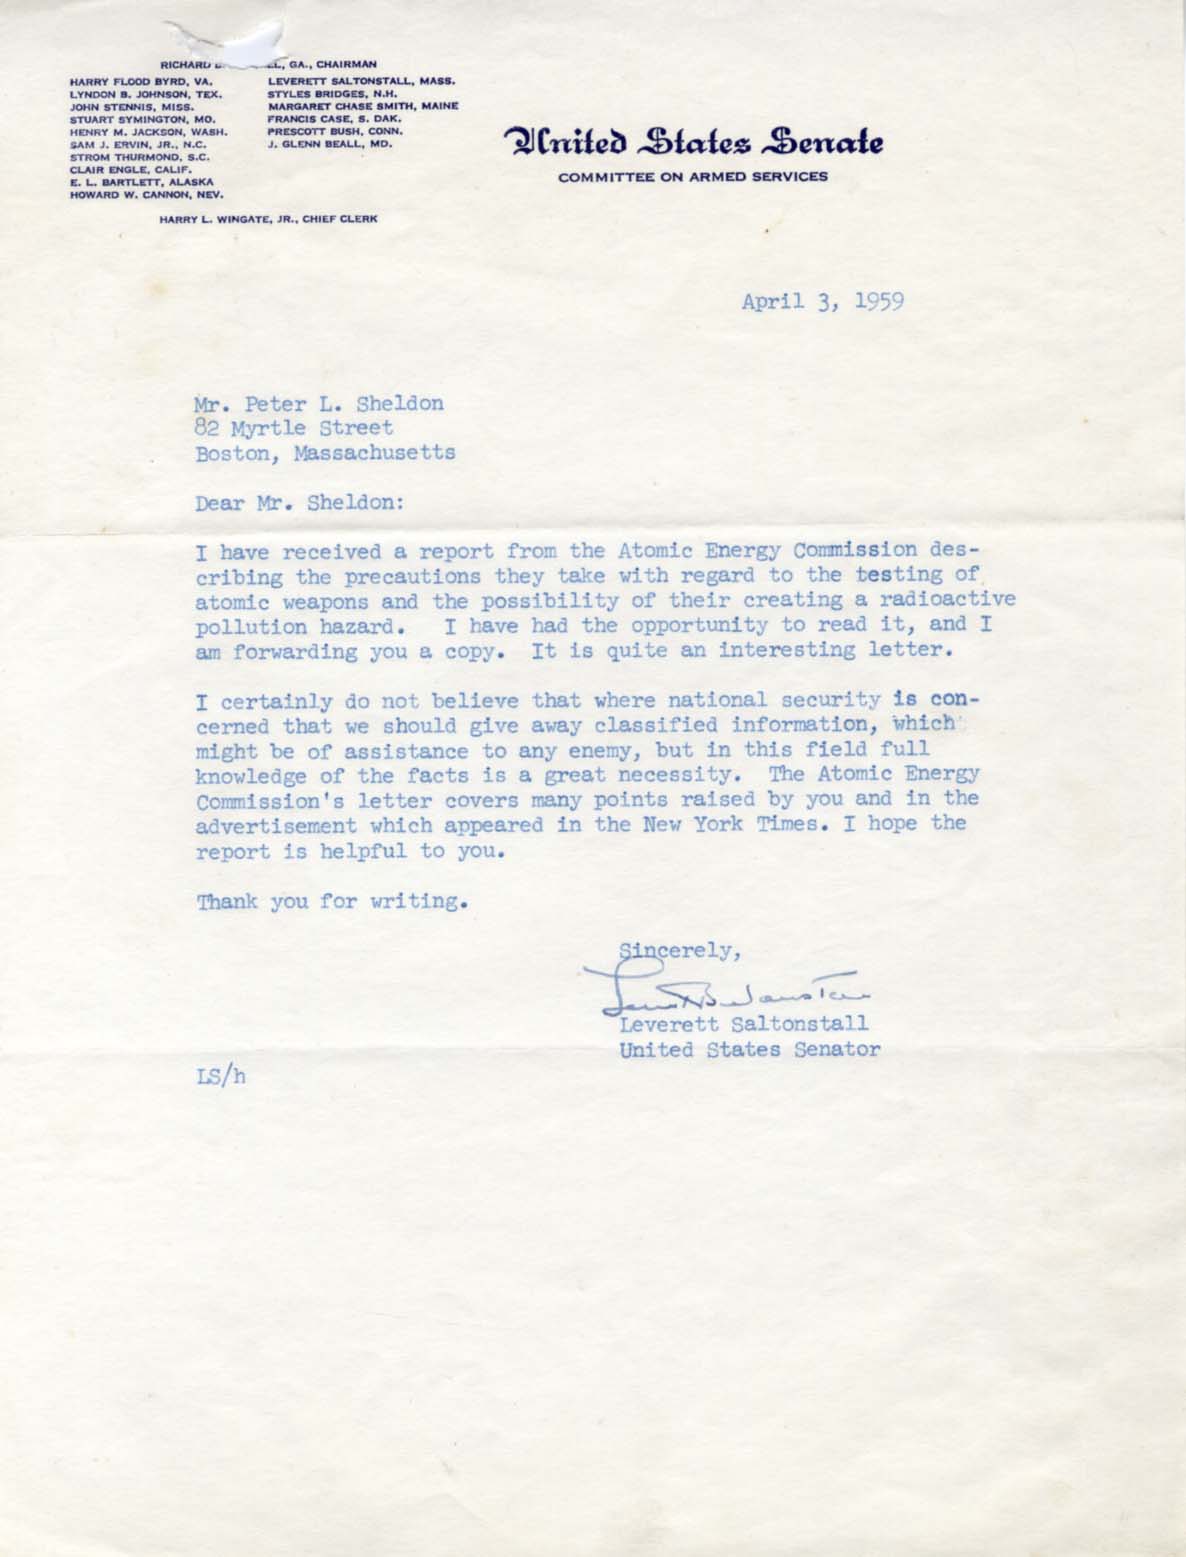 RICHARD , GA., CHAIRMAN
HARRY FLOOD BYRD, VA.
LYNDON B. JOHNSON, TEX.
JOHN STENNIS, MISS.
STUART SYMINGTON, MO.
HENRY M. JACKSON, WASH.
SAM J. ERVIN, JR., N.C.
STROM THURMOND, S.C.
CLAIR ENGLE, CALIF.
E. L. BARTLETT, ALASKA
HOWARD W. CANNON, NEV.
LEVERETT SALTONSTALL, MASS.
STYLES BRIDGES, N.H.
MARGARET CHASE SMITH, MAINE
FRANCIS CASE, S. DAK.
PRESCOTT BUSH, CONN.
J. GLENN BEALL, MD.
HARRY L. WINGATE, JR., CHIEF CLERK
United States Senate
COMMITTEE ON ARMED SERVICES
April 3, 1959
Mr. Peter L. Sheldon
82 Myrtle Street
Boston, Massachusetts
Dear Mr. Sheldon:
I have received a report from the Atomic Energy Commission des-
cribing the precautions they take with regard to the testing of
atomic weapons and the possibility of their creating a radioactive
pollution hazard. I have had the opportunity to read it, and I
am forwarding you a copy. It is quite an interesting letter.
I certainly do not believe that where national security is con-
cerned that we should give away classified information, which
might be of assistance to any enemy, but in this field full
knowledge of the facts is a great necessity. The Atomic Energy
Commission's letter covers many points raised by you and in the
advertisement which appeared in the New York Times. I hope the
report is helpful to you.
Thank you for writing.
Sincerely,
Leverett Saltonstall
United States Senator
LS/h